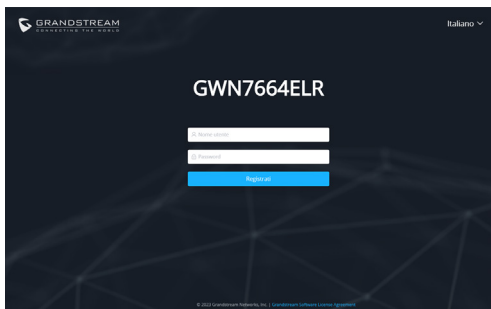 GRANDSTREAM
CONNECTING THE WORLD
Italiano
GWN7664ELR
Nome utente
Password
Registrati
© 2022 Grandstream Networks, Inc. | Grandstream Software License Agreement